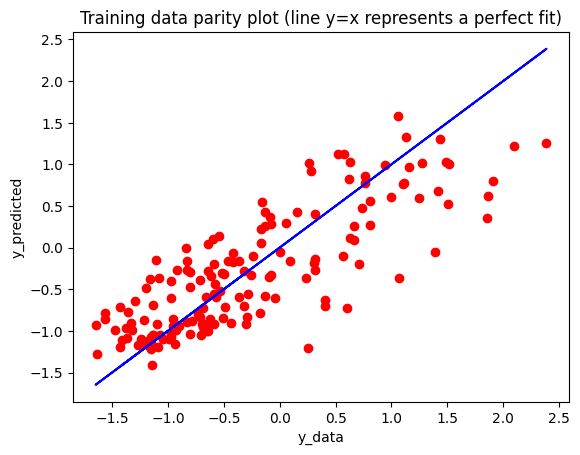 Training data parity plot (line y=x represents a perfect fit)
y_predicted
2.5
2.0
1.5
1.0
0.5
0.0
−0.5
−1.0
−1.5
−1.5 −1.0 −0.5 0.0 0.5 1.0 1.5 2.0 2.5
y_data